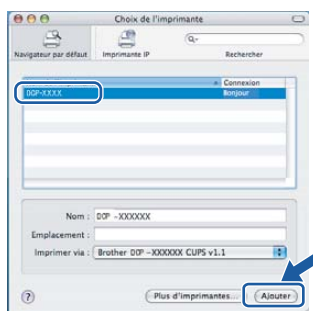 Choix de l'imprimante
Navigateur par défaut
Imprimante IP
Rechercher
Connexion
DCP-XXXX
Bonjour
Nom : DCP -XXXXXX
Emplacement :
Imprimer via : Brother DCP -XXXXXX CUPS v1.1
? Plus d'imprimantes... Ajouter